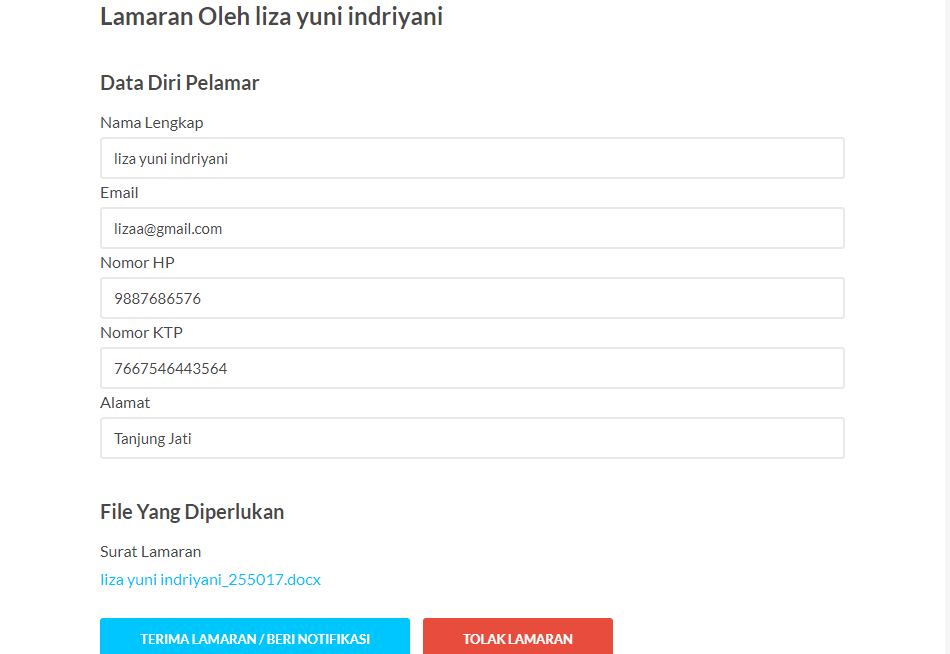 Lamaran Oleh liza yuni indriyani
Data Diri Pelamar
Nama Lengkap
liza yuni indriyani
Email
lizaa@gmail.com
Nomor HP
9887686576
Nomor KTP
7667546443564
Alamat
Tanjung Jati
File Yang Diperlukan
Surat Lamaran
liza yuni indriyani_255017.docx
TERIMA LAMARAN / BERI NOTIFIKASI
TOLAK LAMARAN